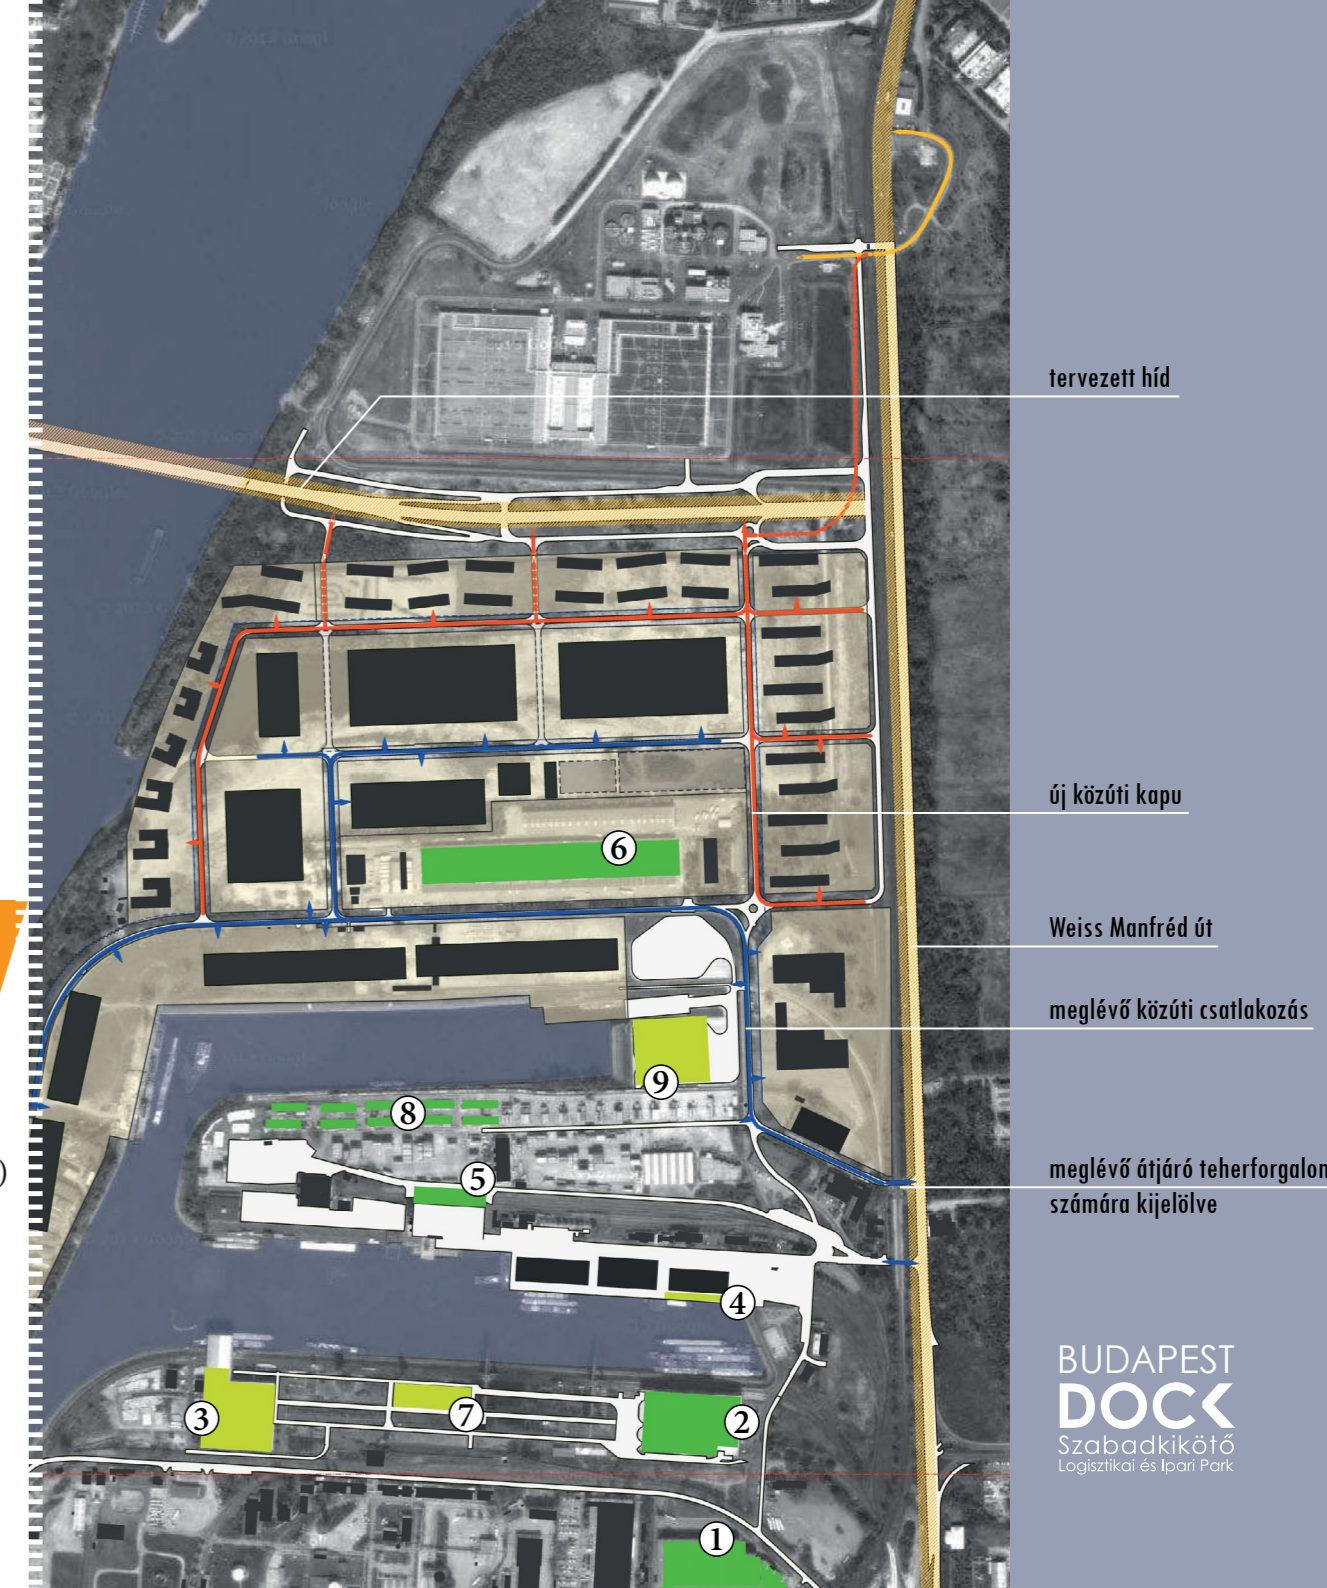 tervezett híd
új közúti kapu
Weiss Manfréd út
meglévő közúti csatlakozás
meglévő átjáró teherforgalom
számára kijelölve
6
9
8
5
4
3
7
2
1
)
BUDAPEST
DOCK
Szabadkikötő
Logisztikai és Ipari Park